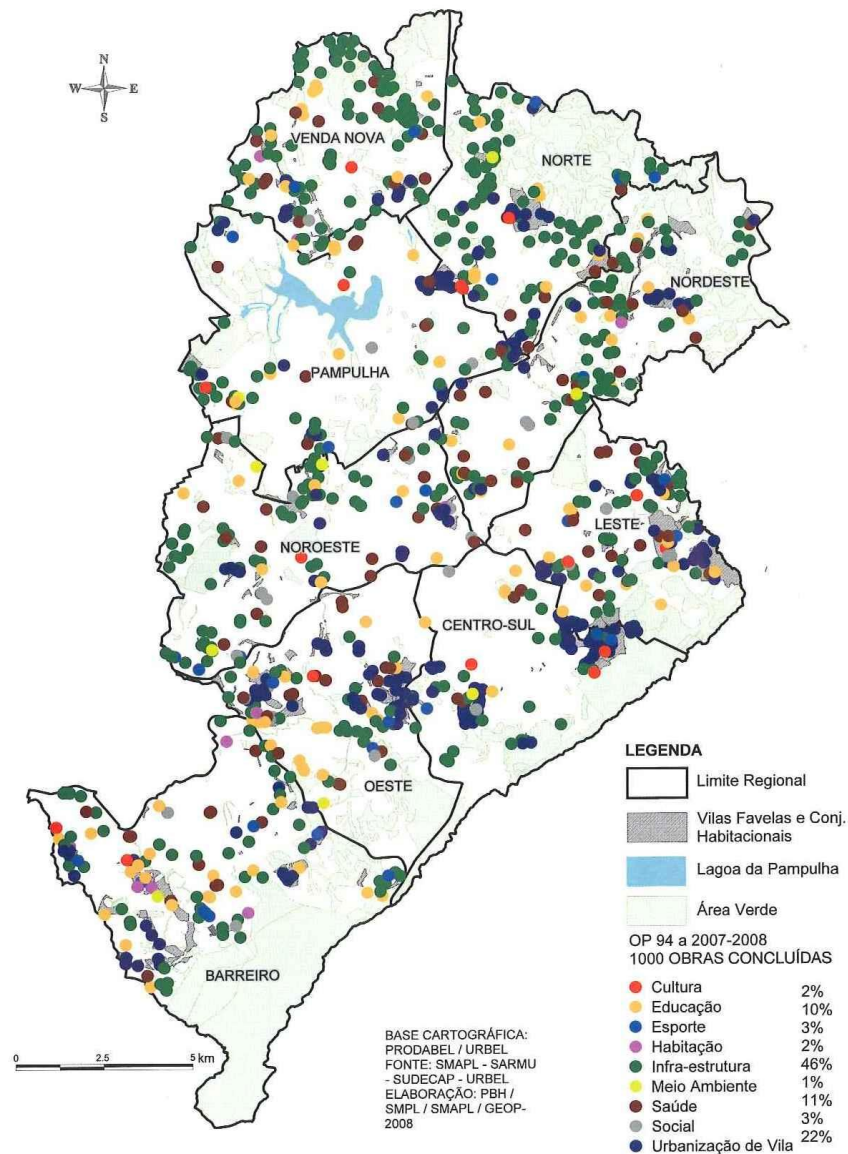 N
W E
S
VENDA NOVA
NORTE
NORDESTE
PAMPULHA
LESTE
NOROESTE
CENTRO-SUL
OESTE
BARREIRO
LEGENDA
Limite Regional
Vilas Favelas e Conj.
Habitacionais
Lagoa da Pampulha
Área Verde
OP 94 a 2007-2008
1000 OBRAS CONCLUÍDAS
Cultura 2%
Educação 10%
Esporte 3%
Habitação 2%
Infra-estrutura 46%
Meio Ambiente 1%
Saúde 11%
Social 3%
Urbanização de Vila 22%
0 2.5 5 km
BASE CARTOGRÁFICA:
PRODABEL / URBEL
FONTE: SMAPL - SARMU
- SUDECAP - URBEL
ELABORAÇÃO: PBH /
SMPL / SMAPL / GEOP-
2008